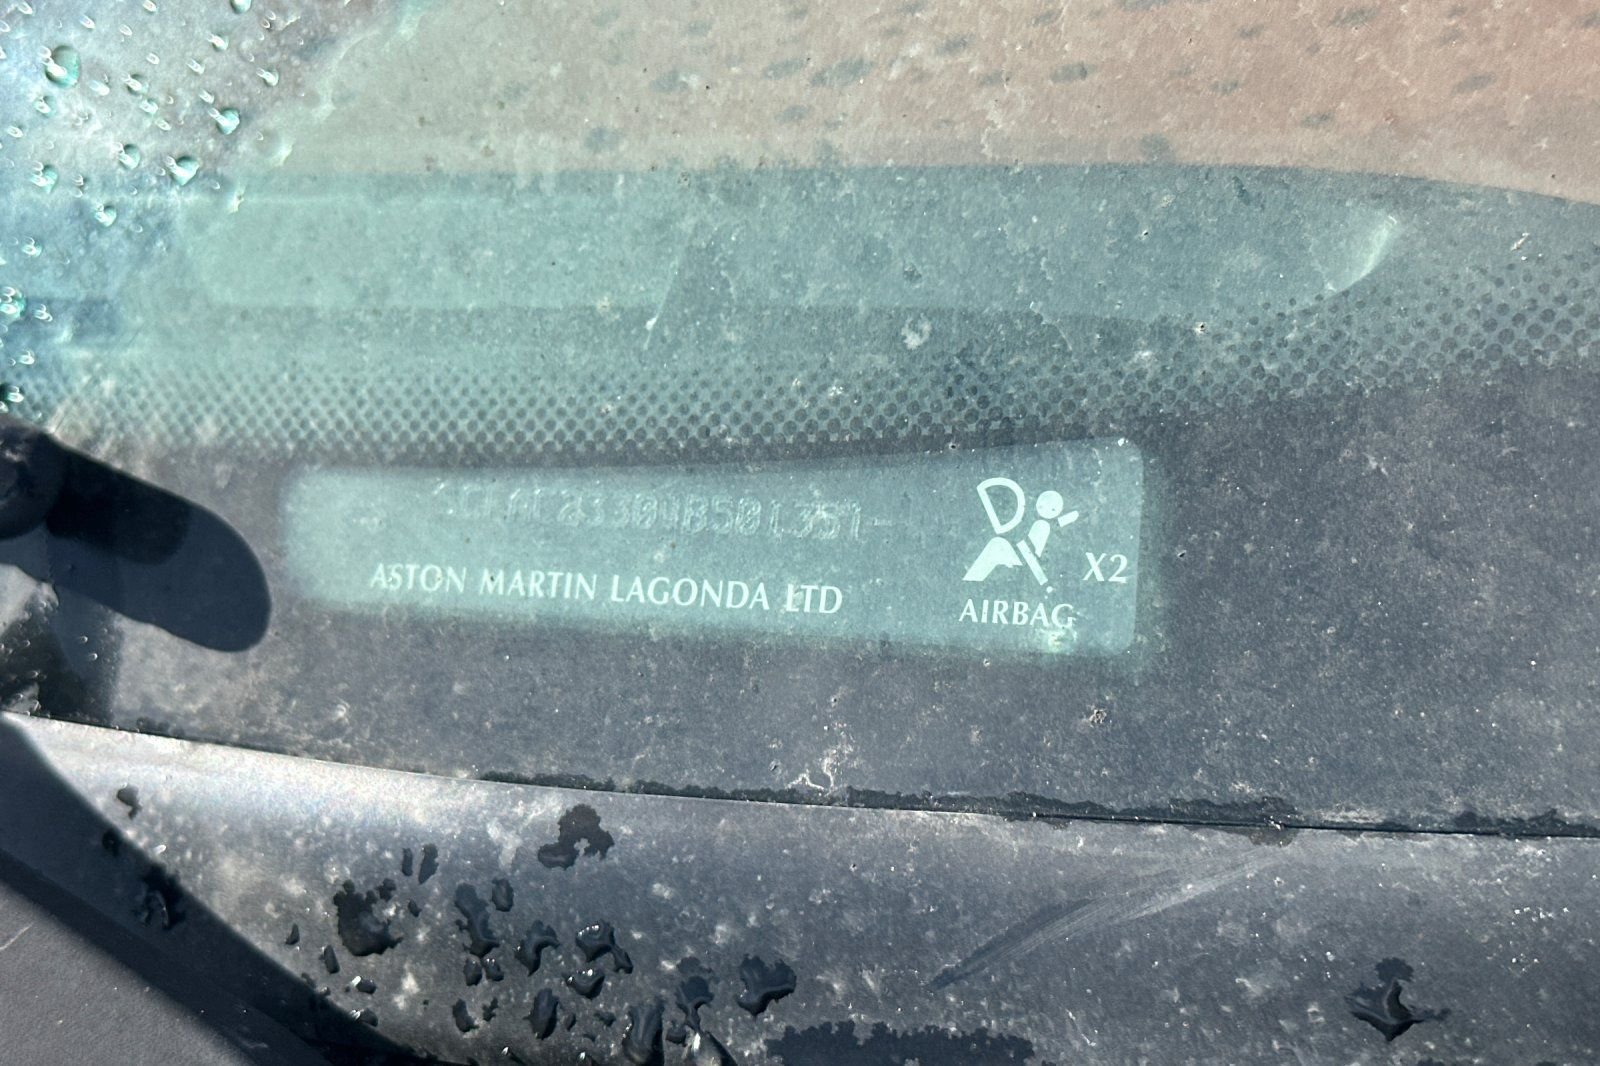 ASTON MARTIN LAGONDA LTD
X2
AIRBAG